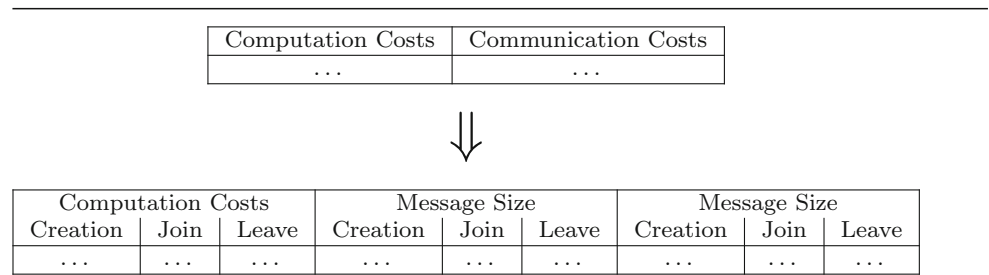 Computation Costs Communication Costs
... ...
⇓
Computation Costs Message Size Message Size
Creation Join Leave Creation Join Leave Creation Join Leave
... ... ... ... ... ... ... ... ...